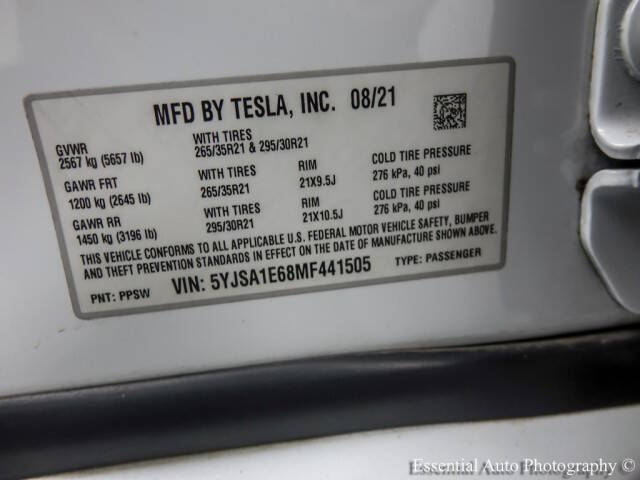 MFD BY TESLA, INC. 08/21
GVWR
2567 kg (5657 lb)
WITH TIRES
265/35R21 & 295/30R21
GAWR FRT
1200 kg (2645 lb)
WITH TIRES
265/35R21
RIM
21X9.5J
COLD TIRE PRESSURE
276 kPa, 40 psi
GAWR RR
1450 kg (3196 lb)
WITH TIRES
295/30R21
RIM
21X10.5J
COLD TIRE PRESSURE
276 kPa, 40 psi
THIS VEHICLE CONFORMS TO ALL APPLICABLE U.S. FEDERAL MOTOR VEHICLE SAFETY, BUMPER
AND THEFT PREVENTION STANDARDS IN EFFECT ON THE DATE OF MANUFACTURE SHOWN ABOVE.
PNT: PPSW VIN: 5YJSA1E68MF441505 TYPE: PASSENGER
Essential Auto Photography ©